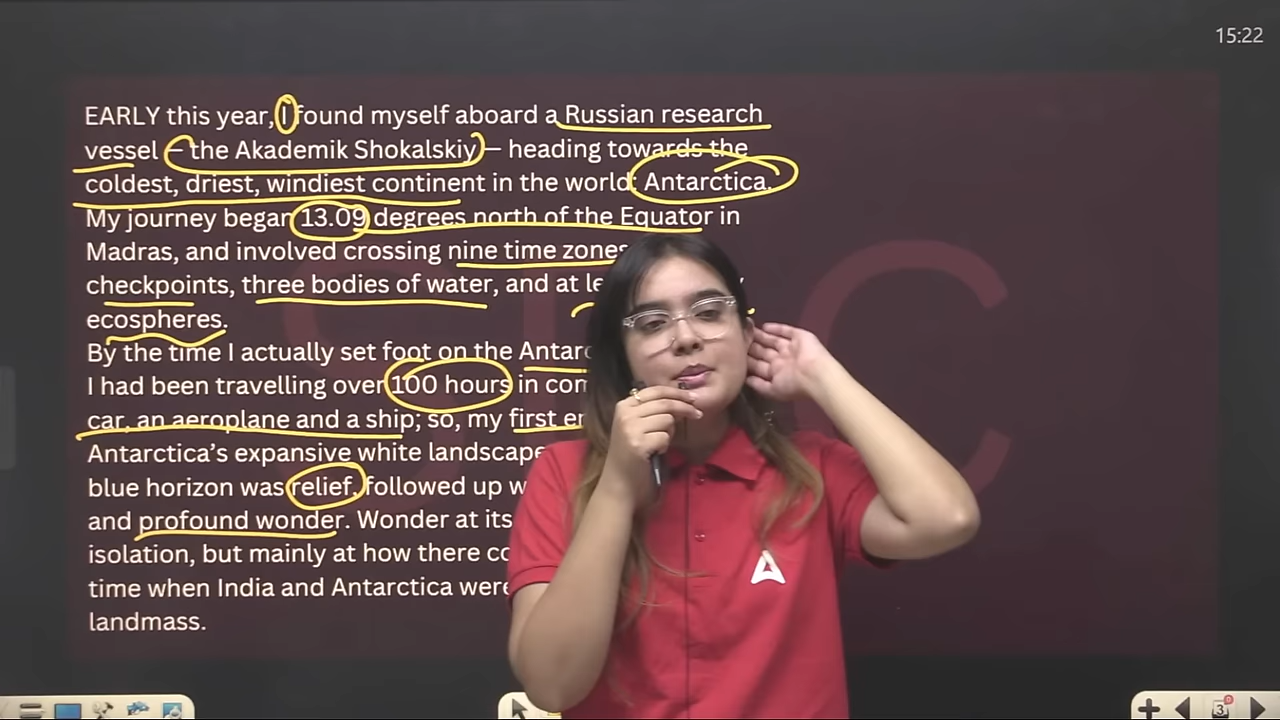 15:22
EARLY this year, I found myself aboard a Russian research
vessel – the Akademik Shokalskiy – heading towards the
coldest, driest, windiest continent in the world: Antarctica.
My journey began 13.09 degrees north of the Equator in
Madras, and involved crossing nine time zones
checkpoints, three bodies of water, and at
ecospheres.
By the time I actually set foot on the
I had been travelling over 100 hours in
car, an aeroplane and a ship; so, my first
Antarctica's expansive white landscape
blue horizon was relief, followed up
and profound wonder. Wonder at its
isolation, but mainly at how there
time when India and Antarctica were
landmass.